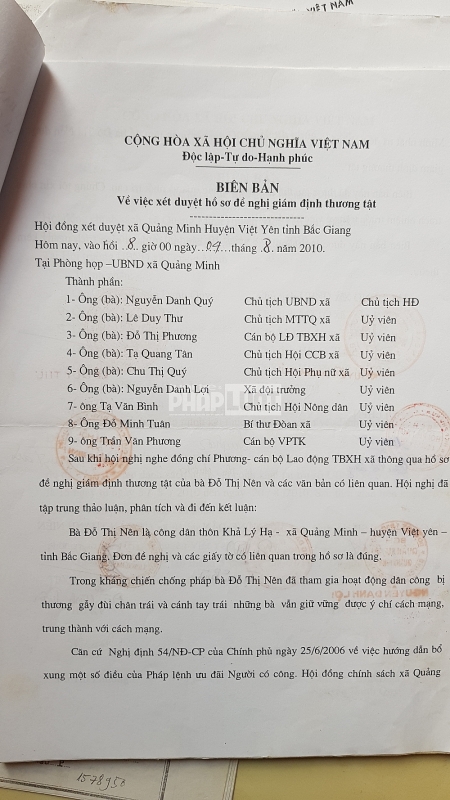 VIỆT NAM
CỘNG HÒA XÃ HỘI CHỦ NGHĨA VIỆT NAM
Độc lập-Tự do-Hạnh phúc
BIÊN BẢN
Về việc xét duyệt hồ sơ đề nghị giám định thương tật
Hội đồng xét duyệt xã Quảng Minh Huyện Việt Yên tỉnh Bắc Giang
Hôm nay, vào hồi ..8.. giờ 00 ngày ....tháng .8. năm 2010.
Tại Phòng họp –UBND xã Quảng Minh
Thành phần:
1- Ông (bà): Nguyễn Danh Quý Chủ tịch UBND xã Chủ tịch HĐ
2- Ông (bà): Lê Duy Thư Chủ tịch MTTQ xã Uỷ viên
3- Ông (bà): Đỗ Thị Phương Cán bộ LĐ TBXH xã Uỷ viên
4- Ông (bà): Tạ Quang Tân Chủ tịch Hội CCB xã Uỷ viên
5- Ông (bà): Chu Thị Quý Chủ tịch Hội Phụ nữ xã Uỷ viên
6- Ông (bà): Nguyễn Danh Lợi Xã đội trưởng Uỷ viên
7- ông Tạ Văn Bình Chủ tịch Hội Nông dân Uỷ viên
8- Ông Đỗ Minh Tuân Bí thư Đoàn xã Uỷ viên
9- ông Trần Văn Phương Cán bộ VPTK Uỷ viên
Sau khi hội nghị nghe đồng chí Phương- cán bộ Lao động TBXH xã thông qua hồ sơ
đề nghị giám định thương tật của bà Đỗ Thị Nên và các văn bản có liên quan. Hội nghị đã
tập trung thảo luận, phân tích và đi đến kết luận:
Bà Đỗ Thị Nên là công dân thôn Khả Lý Hạ - xã Quảng Minh – huyện Việt yên –
tỉnh Bắc Giang. Đơn đề nghị và các giấy tờ có liên quan trong hồ sơ là đúng.
Trong kháng chiến chống pháp bà Đỗ Thị Nên đã tham gia hoạt động dân công bị
thương gẫy đùi chân trái và cánh tay trái những bà vẫn giữ vững được ý chí cách mạng,
trung thành với cách mạng.
Căn cứ Nghị định 54/NĐ-CP của Chính phủ ngày 25/6/2006 về việc hướng dẫn bổ
xung một số điều của Pháp lệnh ưu đãi Người có công. Hội đồng chính sách xã Quảng